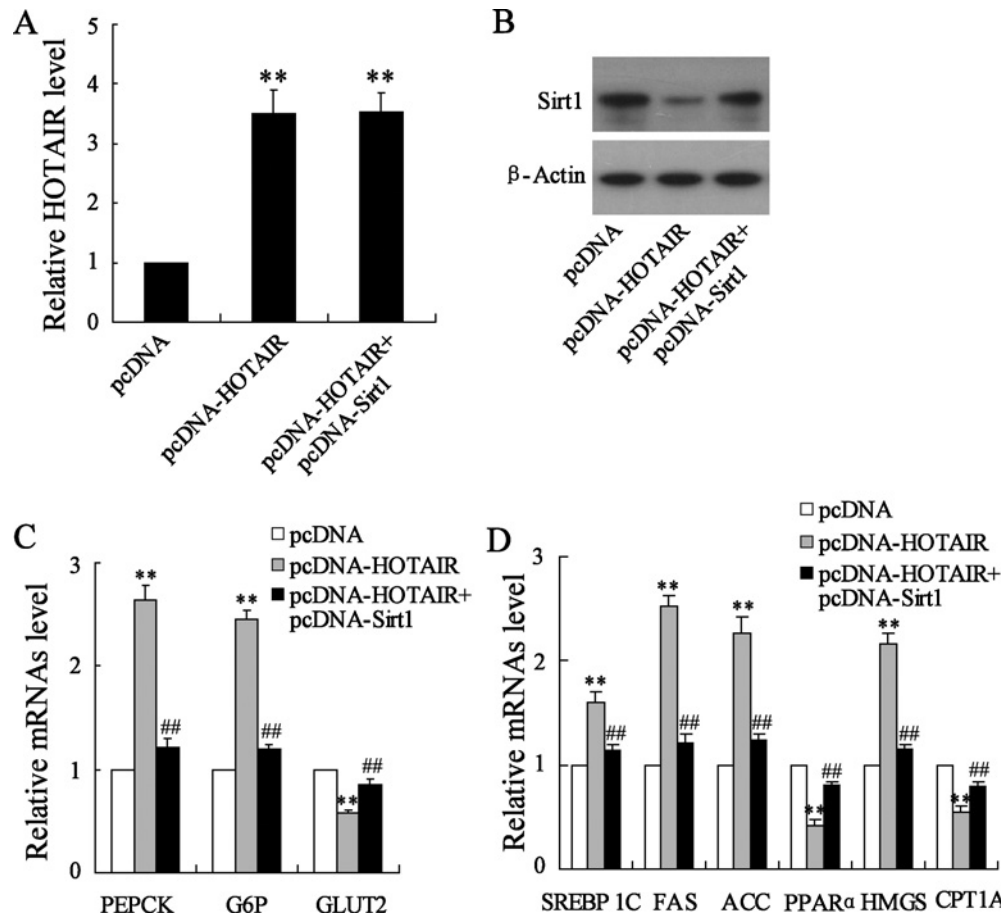 A
Relative HOTAIR level
5
4
3
2
1
0
**
**
pcDNA
pcDNA-HOTAIR
pcDNA-HOTAIR+
pcDNA-Sirt1
B
Sirt1
β-Actin
pcDNA
pcDNA-HOTAIR
pcDNA-HOTAIR+
pcDNA-Sirt1
C
pcDNA
pcDNA-HOTAIR
pcDNA-HOTAIR+
pcDNA-Sirt1
Relative mRNAs level
3
2
1
0
**
##
**
##
**
##
PEPCK
G6P
GLUT2
D
pcDNA
pcDNA-HOTAIR
pcDNA-HOTAIR+
pcDNA-Sirt1
Relative mRNAs level
3
2
1
0
**
##
**
##
**
##
**
##
**
##
**
##
SREBP 1C
FAS
ACC
PPARα
HMGS
CPT1A